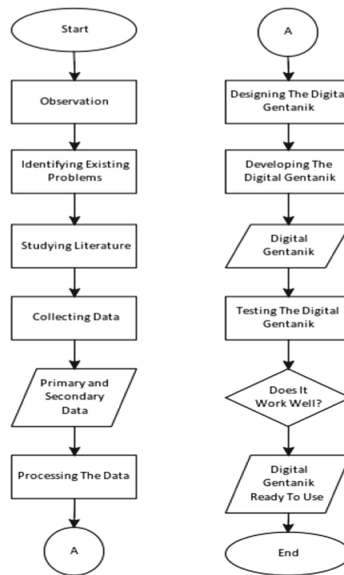 Start
Observation
Identifying Existing
Problems
Studying Literature
Collecting Data
Primary and
Secondary
Data
Processing The Data
A
A
Designing The Digital
Gentanik
Developing The
Digital Gentanik
Digital
Gentanik
Testing The Digital
Gentanik
Does It
Work Well?
Digital
Gentanik
Ready To Use
End